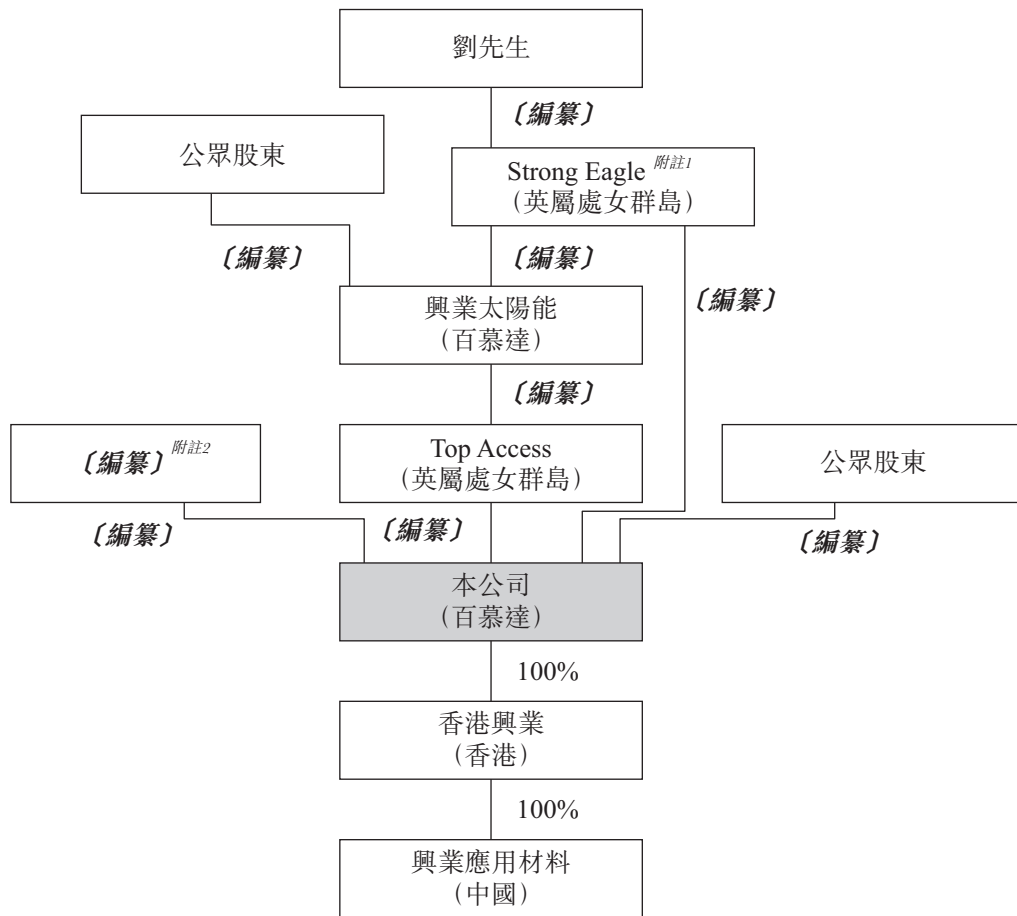 劉先生
〔編纂〕
公眾股東
Strong Eagle 附註1
(英屬處女群島)
〔編纂〕
〔編纂〕
〔編纂〕
興業太陽能
(百慕達)
〔編纂〕
〔編纂〕附註2
Top Access
(英屬處女群島)
公眾股東
〔編纂〕
〔編纂〕
〔編纂〕
本公司
(百慕達)
100%
香港興業
(香港)
100%
興業應用材料
(中國)